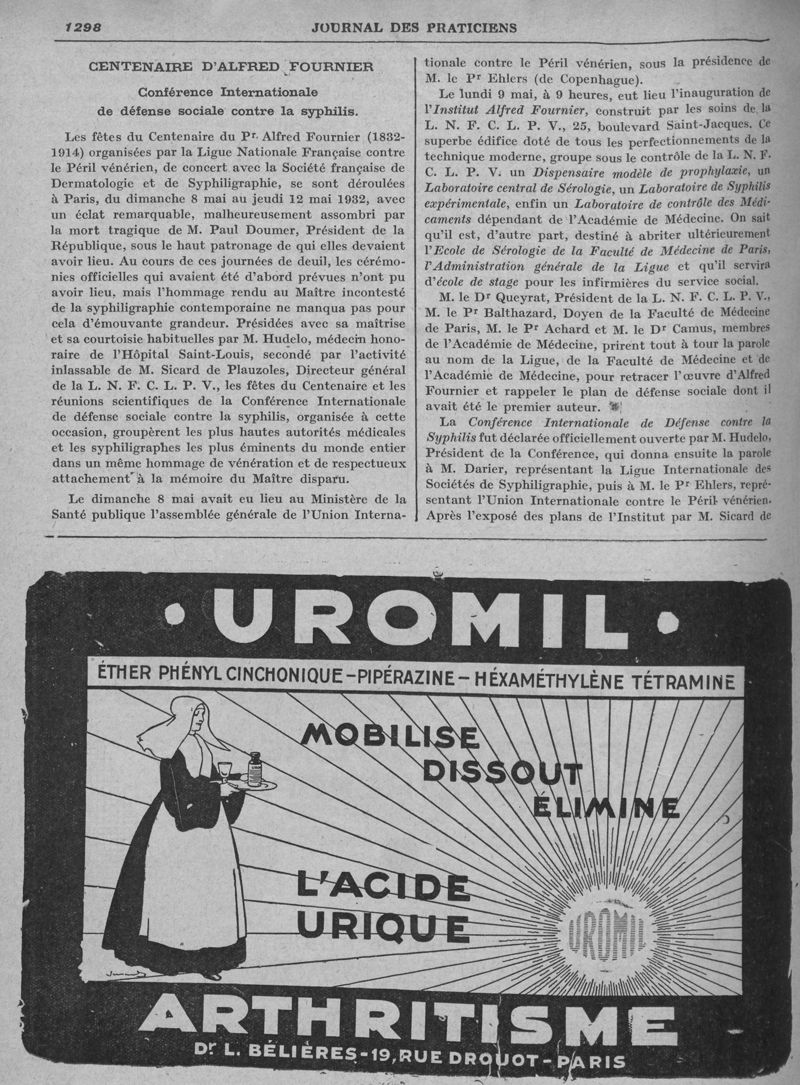 1298
JOURNAL DES PRATICIENS
CENTENAIRE D'ALFRED FOURNIER
Conférence Internationale
de défense sociale contre la syphilis.
Les fêtes du Centenaire du Pr. Alfred Fournier (1832-
1914) organisées par la Ligue Nationale Française contre
le Péril vénérien, de concert avec la Société française de
Dermatologie et de Syphiligraphie, se sont déroulées
à Paris, du dimanche 8 mai au jeudi 12 mai 1932, avec
un éclat remarquable, malheureusement assombri par
la mort tragique de M. Paul Doumer, Président de la
République, sous le haut patronage de qui elles devaient
avoir lieu. Au cours de ces journées de deuil, les cérémo-
nies officielles qui avaient été d'abord prévues n'ont pu
avoir lieu, mais l'hommage rendu au Maître incontesté
de la syphiligraphie contemporaine ne manqua pas pour
cela d'émouvante grandeur. Présidées avec sa maîtrise
et sa courtoisie habituelles par M. Hudelo, médecin hono-
raire de l'Hôpital Saint-Louis, secondé par l'activité
inlassable de M. Sicard de Plauzoles, Directeur général
de la L. N. F. C. L. P. V., les fêtes du Centenaire et les
réunions scientifiques de la Conférence Internationale
de défense sociale contre la syphilis, organisée à cette
occasion, groupèrent les plus hautes autorités médicales
et les syphiligraphes les plus éminents du monde entier
dans un même hommage de vénération et de respectueux
attachement à la mémoire du Maître disparu.
Le dimanche 8 mai avait eu lieu au Ministère de la
Santé publique l'assemblée générale de l'Union Interna-
tionale contre le Péril vénérien, sous la présidence de
M. le Pr Ehlers (de Copenhague).
Le lundi 9 mai, à 9 heures, eut lieu l'inauguration de
l'Institut Alfred Fournier, construit par les soins de la
L. N. F. C. L. P. V., 25, boulevard Saint-Jacques. Ce
superbe édifice doté de tous les perfectionnements de la
technique moderne, groupe sous le contrôle de la L. N. F.
C. L. P. V. un Dispensaire modèle de prophylaxie, un
Laboratoire central de Sérologie, un Laboratoire de Syphilis
expérimentale, enfin un Laboratoire de contrôle des Médi-
caments dépendant de l'Académie de Médecine. On sait
qu'il est, d'autre part, destiné à abriter ultérieurement
l'Ecole de Sérologie de la Faculté de Médecine de Paris,
l'Administration générale de la Ligue et qu'il servira
d'école de stage pour les infirmières du service social.
M. le Dr Queyrat, Président de la L. N. F. C. L. P. V.,
M. le Pr Balthazard, Doyen de la Faculté de Médecine
de Paris, M. le Pr Achard et M. le Dr Camus, membres
de l'Académie de Médecine, prirent tout à tour la parole
au nom de la Ligue, de la Faculté de Médecine et de
l'Académie de Médecine, pour retracer l'œuvre d'Alfred
Fournier et rappeler le plan de défense sociale dont il
avait été le premier auteur.
La Conférence Internationale de Défense contre la
Syphilis fut déclarée officiellement ouverte par M. Hudelo,
Président de la Conférence, qui donna ensuite la parole
à M. Darier, représentant la Ligue Internationale des
Sociétés de Syphiligraphie, puis à M. le Pr Ehlers, repré-
sentant l'Union Internationale contre le Péril vénérien.
Après l'exposé des plans de l'Institut par M. Sicard de
• UROMIL •
ÉTHER PHÉNYL CINCHONIQUE – PIPÉRAZINE – HÉXAMÉTHYLÈNE TÉTRAMINE
MOBILISE
DISSOUT
ÉLIMINE
L'ACIDE
URIQUE
UROMIL
ARTHRITISME
Dr L. BÉLIÈRES - 19, RUE DROUOT - PARIS